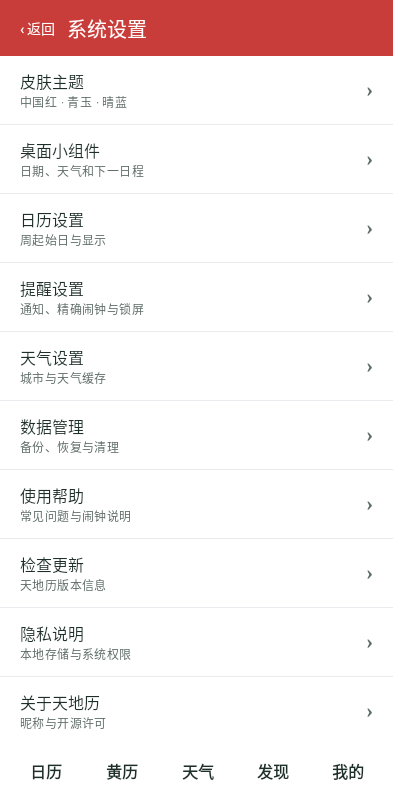 ‹ 返回 系统设置
皮肤主题
中国红 · 青玉 · 晴蓝
›
桌面小组件
日期、天气和下一日程
›
日历设置
周起始日与显示
›
提醒设置
通知、精确闹钟与锁屏
›
天气设置
城市与天气缓存
›
数据管理
备份、恢复与清理
›
使用帮助
常见问题与闹钟说明
›
检查更新
天地历版本信息
›
隐私说明
本地存储与系统权限
›
关于天地历
昵称与开源许可
›
日历 黄历 天气 发现 我的